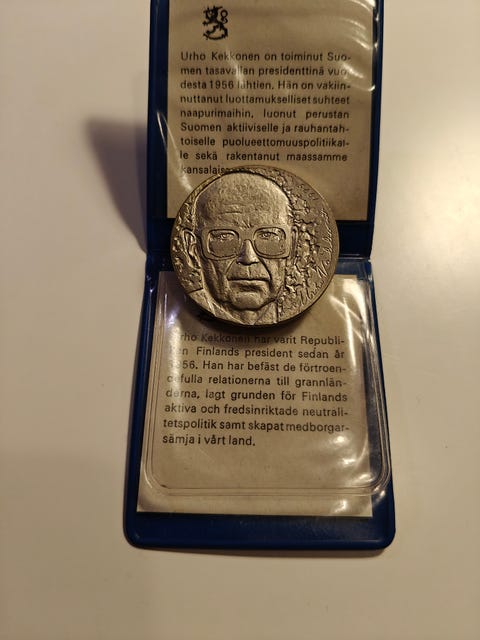 Urho Kekkonen on toiminut Suo-
men tasavallan presidenttinä vuo-
desta 1956 lähtien. Hän on vakiin-
nuttanut luottamukselliset suhteet
naapurimaihin, luonut perustan
Suomen aktiiviselle ja rauhantah-
toiselle puolueettomuuspolitiikal-
le sekä rakentanut maassamme
Kekkonen har varit Republi-
Finlands president sedan år
1956. Han har befäst de förtroen-
defulla relationerna till grannlän-
derna, lagt grunden för Finlands
aktiva och fredsinriktade neutrali-
tetspolitik samt skapat medborgar-
sämja i vårt land.